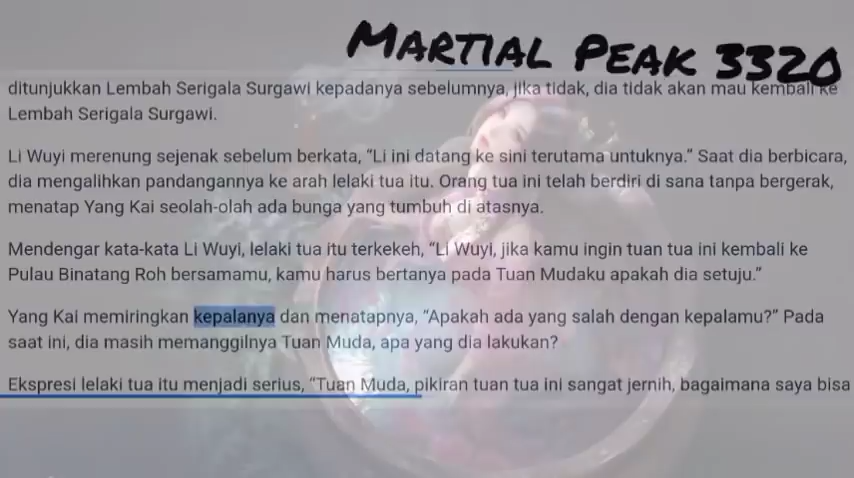 MARTIAL PEAK 3320
ditunjukkan Lembah Serigala Surgawi kepadanya sebelumnya, jika tidak, dia tidak akan mau kembali ke
Lembah Serigala Surgawi.
Li Wuyi merenung sejenak sebelum berkata, “Li ini datang ke sini terutama untuknya.” Saat dia berbicara,
dia mengalihkan pandangannya ke arah lelaki tua itu. Orang tua ini telah berdiri di sana tanpa bergerak,
menatap Yang Kai seolah-olah ada bunga yang tumbuh di atasnya.
Mendengar kata-kata Li Wuyi, lelaki tua itu terkekeh, “Li Wuyi, jika kamu ingin tuan tua ini kembali ke
Pulau Binatang Roh bersamamu, kamu harus bertanya pada Tuan Mudaku apakah dia setuju.”
Yang Kai memiringkan kepalanya dan menatapnya, “Apakah ada yang salah dengan kepalamu?” Pada
saat ini, dia masih memanggilnya Tuan Muda, apa yang dia lakukan?
Ekspresi lelaki tua itu menjadi serius, “Tuan Muda, pikiran tuan tua ini sangat jernih, bagaimana saya bisa